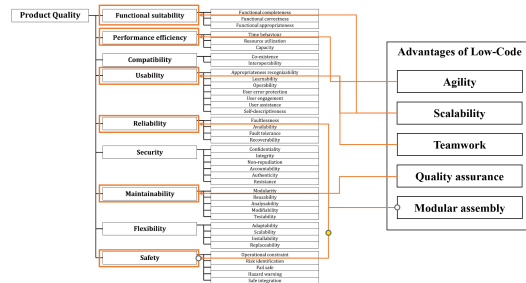 Product Quality
Functional suitability
Functional completeness
Functional correctness
Functional appropriateness
Performance efficiency
Time behaviour
Resource utilization
Capacity
Compatibility
Co-existence
Interoperability
Usability
Appropriateness recognizability
Learnability
Operability
User error protection
User engagement
User assistance
Self-descriptiveness
Reliability
Faultlessness
Availability
Fault tolerance
Recoverability
Security
Confidentiality
Integrity
Non-repudiation
Accountability
Authenticity
Resistance
Maintainability
Modularity
Reusability
Analysability
Modifiability
Testability
Flexibility
Adaptability
Scalability
Installability
Replaceability
Safety
Operational constraint
Risk identification
Fail safe
Hazard warning
Safe integration
Advantages of Low-Code
Agility
Scalability
Teamwork
Quality assurance
Modular assembly